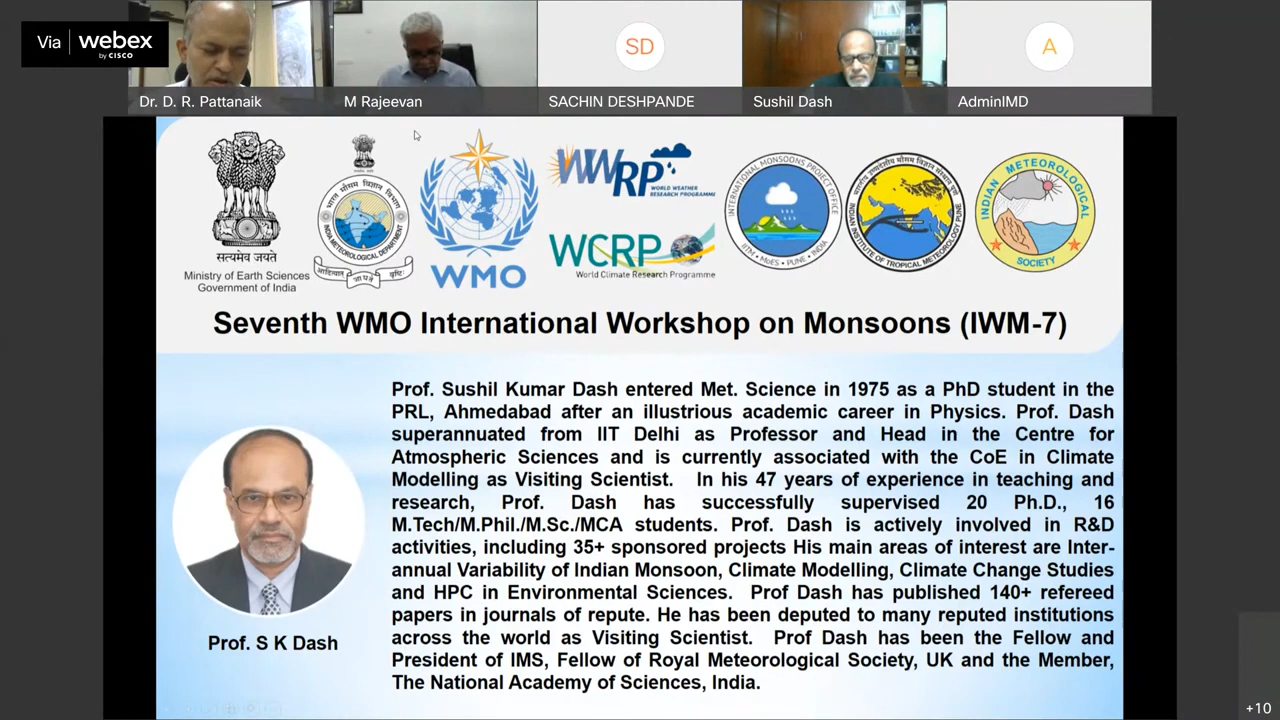 Via webex
by CISCO
SD
A
Dr. D. R. Pattanaik
M Rajeevan
SACHIN DESHPANDE
Sushil Dash
AdminIMD
सत्यमेव जयते
Ministry of Earth Sciences
Government of India
भारत मौसम विज्ञान विभाग
INDIA METEOROLOGICAL DEPARTMENT
WMO
WWRP
WORLD WEATHER
RESEARCH PROGRAMME
WCRP
World Climate Research Programme
INTERNATIONAL MONSOONS PROJECT OFFICE
IITM • MoES • PUNE • INDIA
INDIAN INSTITUTE OF TROPICAL METEOROLOGY PUNE
INDIAN METEOROLOGICAL
SOCIETY
Seventh WMO International Workshop on Monsoons (IWM-7)
Prof. Sushil Kumar Dash entered Met. Science in 1975 as a PhD student in the
PRL, Ahmedabad after an illustrious academic career in Physics. Prof. Dash
superannuated from IIT Delhi as Professor and Head in the Centre for
Atmospheric Sciences and is currently associated with the CoE in Climate
Modelling as Visiting Scientist. In his 47 years of experience in teaching and
research, Prof. Dash has successfully supervised 20 Ph.D., 16
M.Tech/M.Phil./M.Sc./MCA students. Prof. Dash is actively involved in R&D
activities, including 35+ sponsored projects His main areas of interest are Inter-
annual Variability of Indian Monsoon, Climate Modelling, Climate Change Studies
and HPC in Environmental Sciences. Prof Dash has published 140+ refereed
papers in journals of repute. He has been deputed to many reputed institutions
across the world as Visiting Scientist. Prof Dash has been the Fellow and
President of IMS, Fellow of Royal Meteorological Society, UK and the Member,
The National Academy of Sciences, India.
Prof. S K Dash
+10